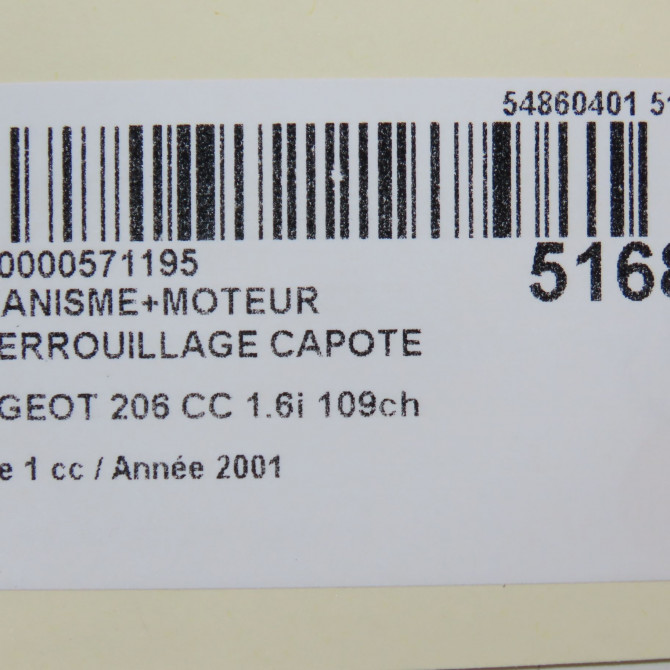 54860401 51
0000571195
5168
ANISME+MOTEUR
ERROUILLAGE CAPOTE
GEOT 206 CC 1.6i 109ch
e 1 cc / Année 2001